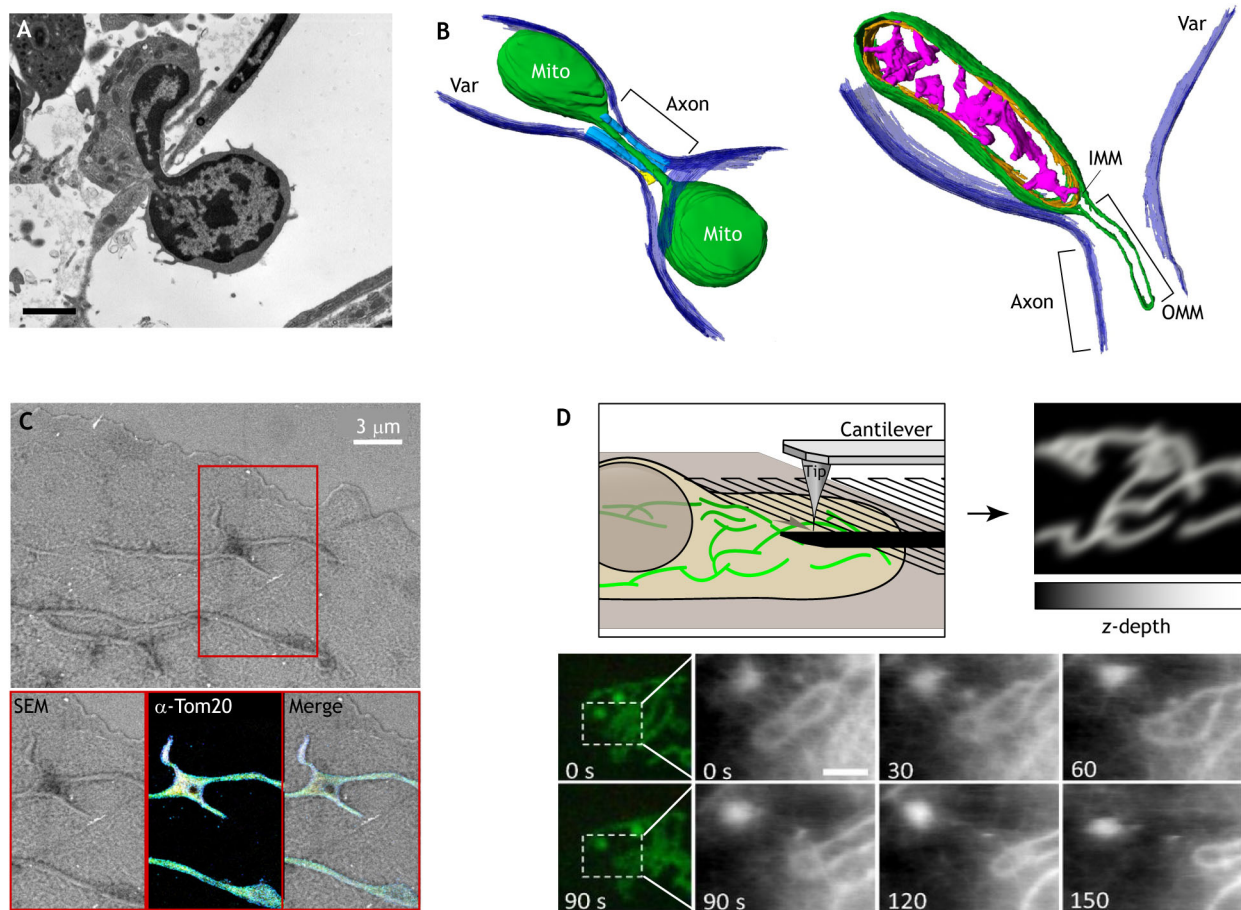 A
B
Var
Mito
Axon
Mito
Var
IMM
Axon
OMM
C
3 μm
SEM
α-Tom20
Merge
D
Cantilever
Tip
z-depth
0 s
0 s
30
60
90 s
90 s
120
150